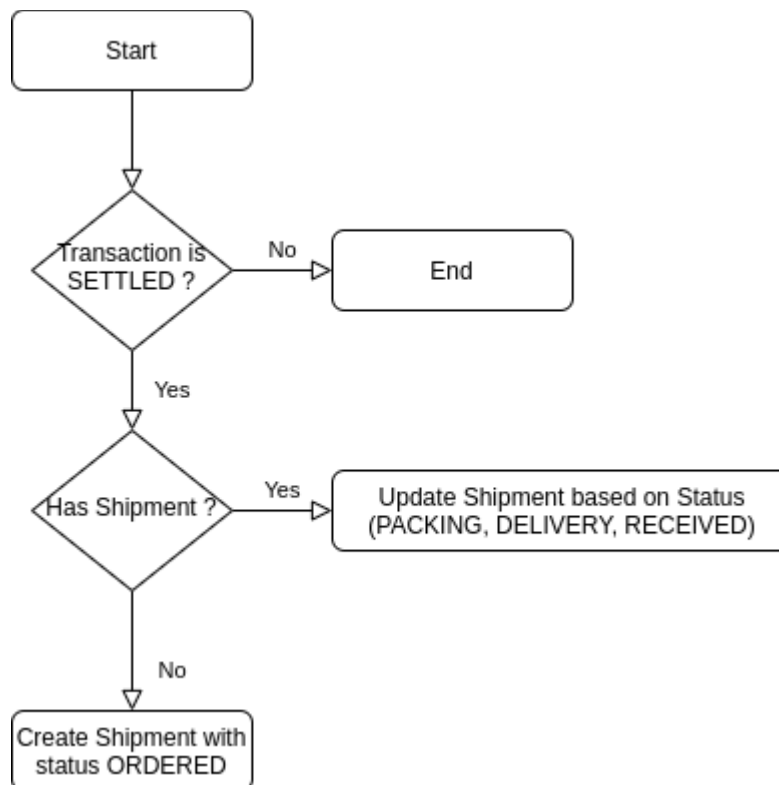 Start
Transaction is
SETTLED ?
No
End
Yes
Has Shipment ?
Yes
Update Shipment based on Status
(PACKING, DELIVERY, RECEIVED)
No
Create Shipment with
status ORDERED